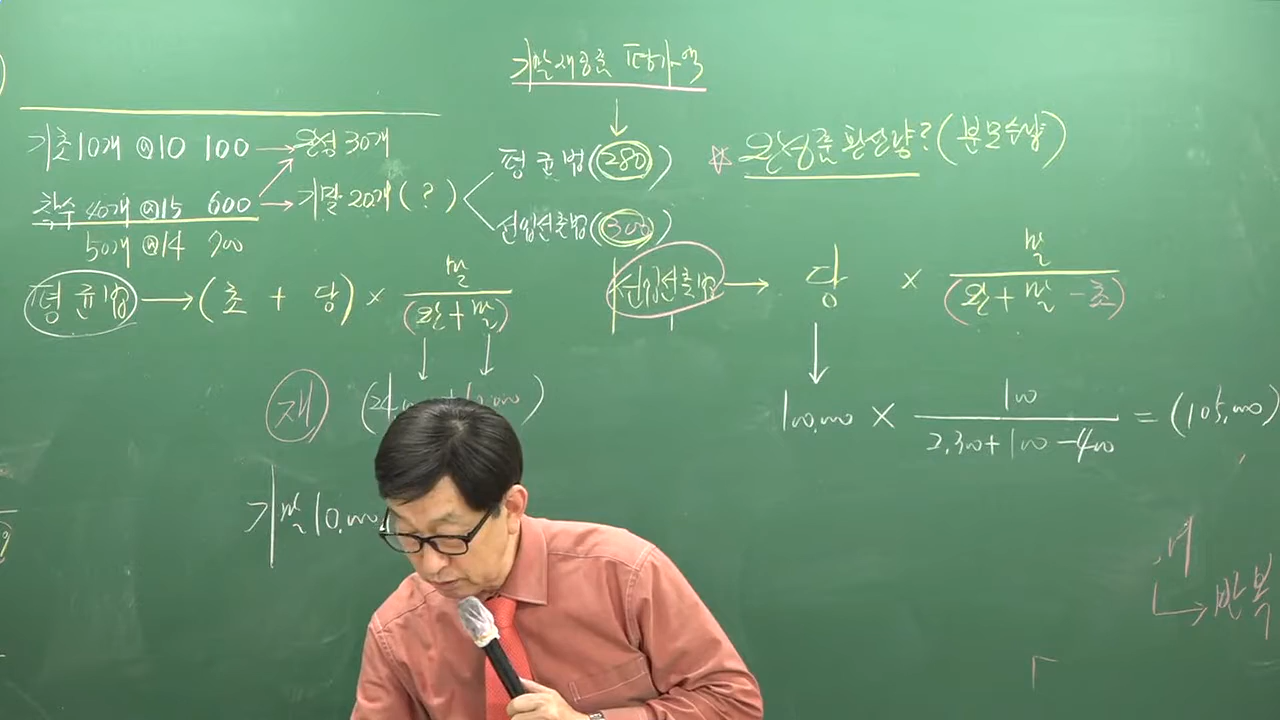 기말재공품 평가액
기초 10개 @10 100 → 완성 30개
착수 40개 @15 600 → 기말 20개 (?)
50개 @14 700
평균법 (280)
선입선출법 (300)
☆ 완성품환산량? (분모수량)
평균법 → (초 + 당) × 말 / (완 + 말)
선입선출법 → 당 × 말 / (완 + 말 - 초)
재
기말 10,000
× 100 / 2,300 + 100 - 400 = (105,000)
반복